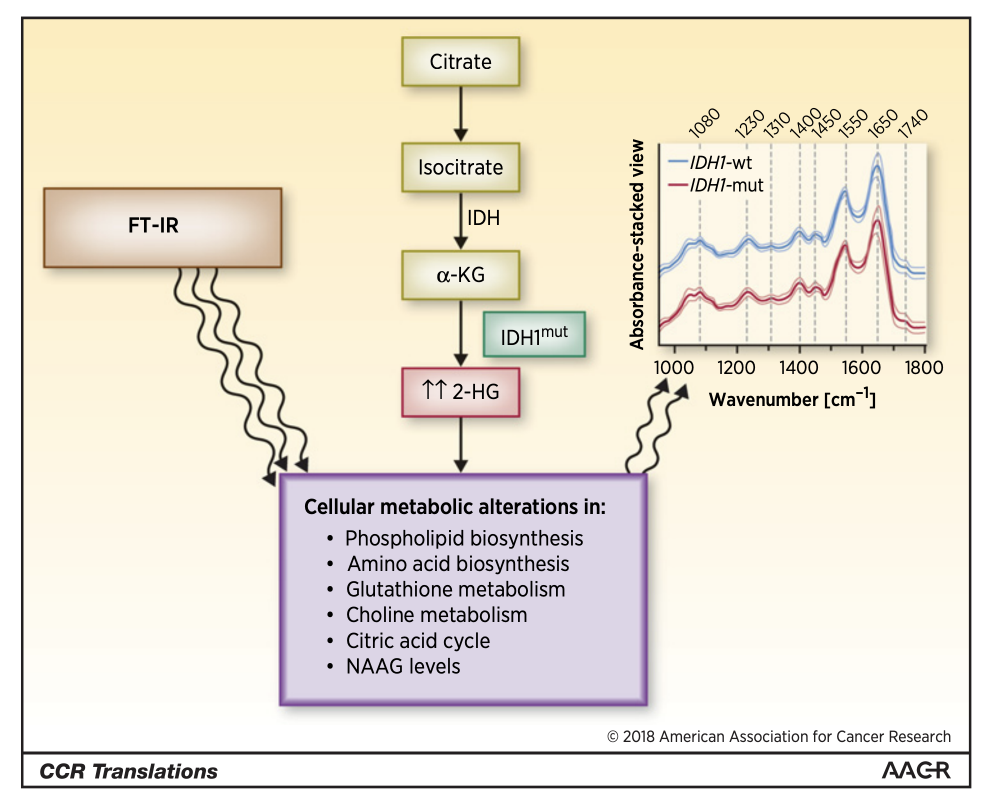 Citrate
Isocitrate
IDH
α-KG
IDH1ᵐᵘᵗ
↑↑ 2-HG
FT-IR
Cellular metabolic alterations in:
• Phospholipid biosynthesis
• Amino acid biosynthesis
• Glutathione metabolism
• Choline metabolism
• Citric acid cycle
• NAAG levels
1080 1230 1310 1400 1450 1550 1650 1740
IDH1-wt
IDH1-mut
Absorbance-stacked view
1000 1200 1400 1600 1800
Wavenumber [cm⁻¹]
© 2018 American Association for Cancer Research
CCR Translations
AACR